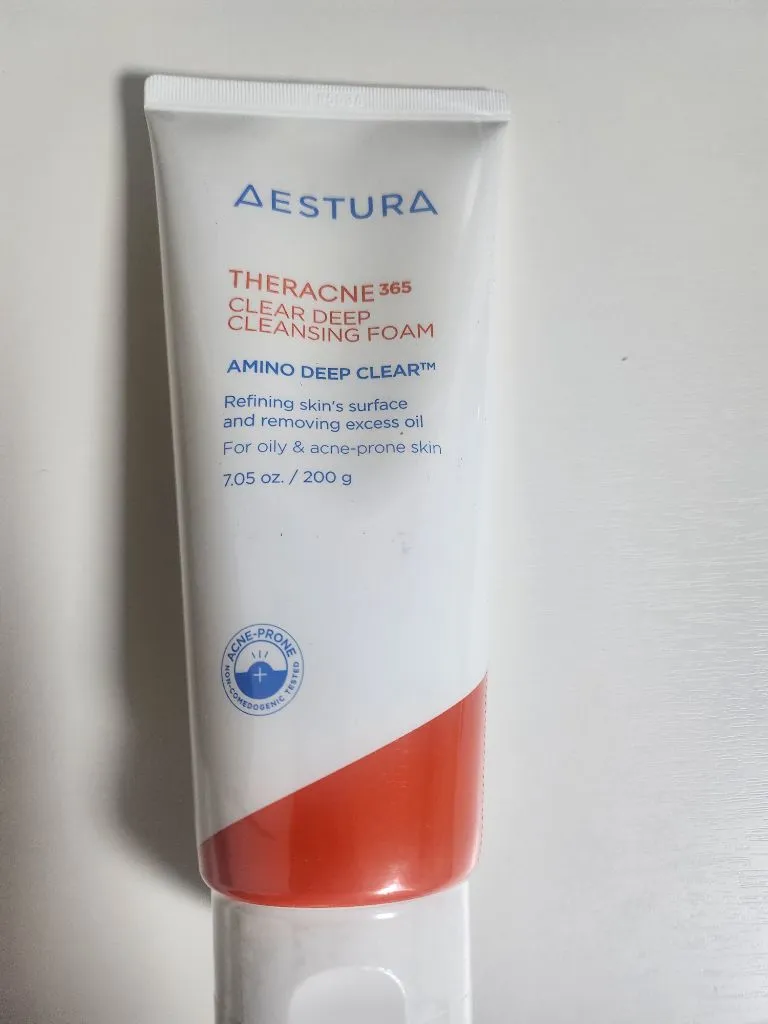 AESTURA
THERACNE 365
CLEAR DEEP
CLEANSING FOAM
AMINO DEEP CLEAR™
Refining skin's surface
and removing excess oil
For oily & acne-prone skin
7.05 oz. / 200 g
ACNE-PRONE
NON-COMEDOGENIC TESTED